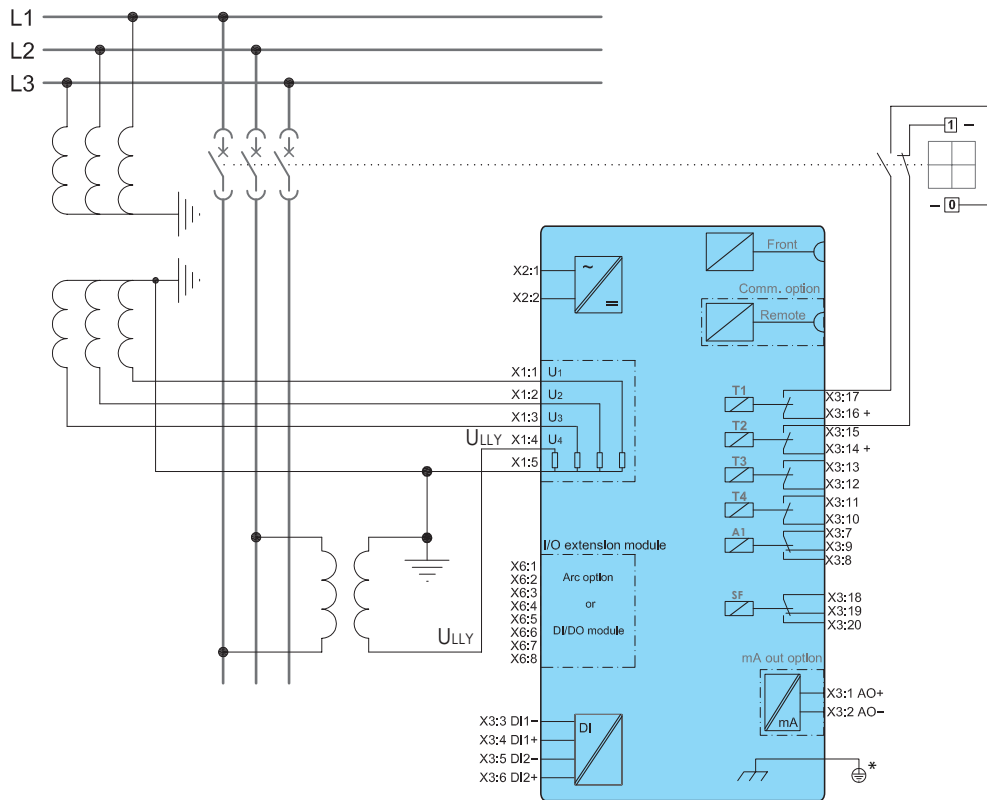 L1
L2
L3
1 –
– 0
Front
Comm. option
Remote
X2:1
~
X2:2
=
X1:1 U1
X1:2 U2
X1:3 U3
ULLY X1:4 U4
X1:5
T1
X3:17
X3:16 +
T2
X3:15
X3:14 +
T3
X3:13
X3:12
T4
X3:11
X3:10
A1
X3:7
X3:9
X3:8
I/O extension module
X6:1
X6:2
X6:3
X6:4
X6:5
X6:6
X6:7
X6:8
Arc option
or
DI/DO module
ULLY
SF
X3:18
X3:19
X3:20
mA out option
mA
X3:1 AO+
X3:2 AO–
X3:3 DI1–
X3:4 DI1+
X3:5 DI2–
X3:6 DI2+
DI
*